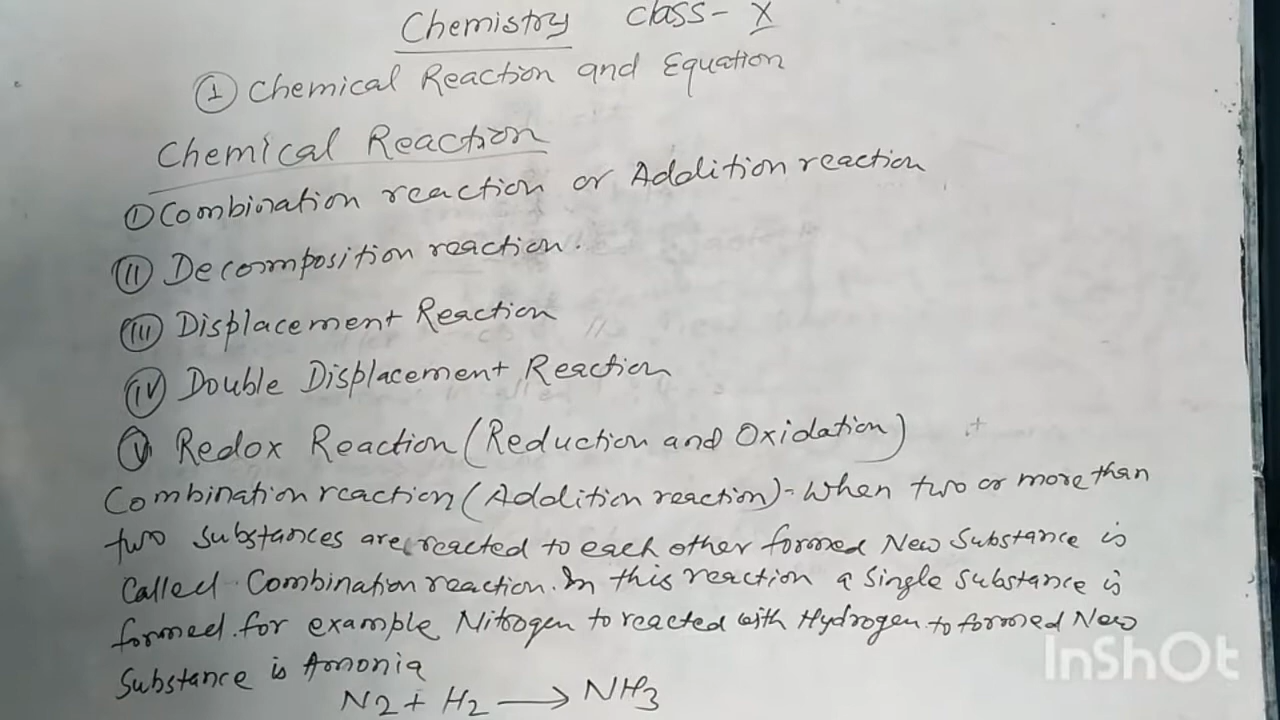 Chemistry class- X
① Chemical Reaction and Equation
Chemical Reaction
① Combination reaction or Addition reaction
(II) Decomposition reaction.
(III) Displacement Reaction
(IV) Double Displacement Reaction
(V) Redox Reaction (Reduction and Oxidation)
Combination reaction (Addition reaction)- When two or more than
two substances are reacted to each other formed New Substance is
Called Combination reaction. In this reaction a Single substance is
formed. for example Nitrogen to reacted with Hydrogen to formed New
Substance is Amonia
N2 + H2 → NH3
InShOt